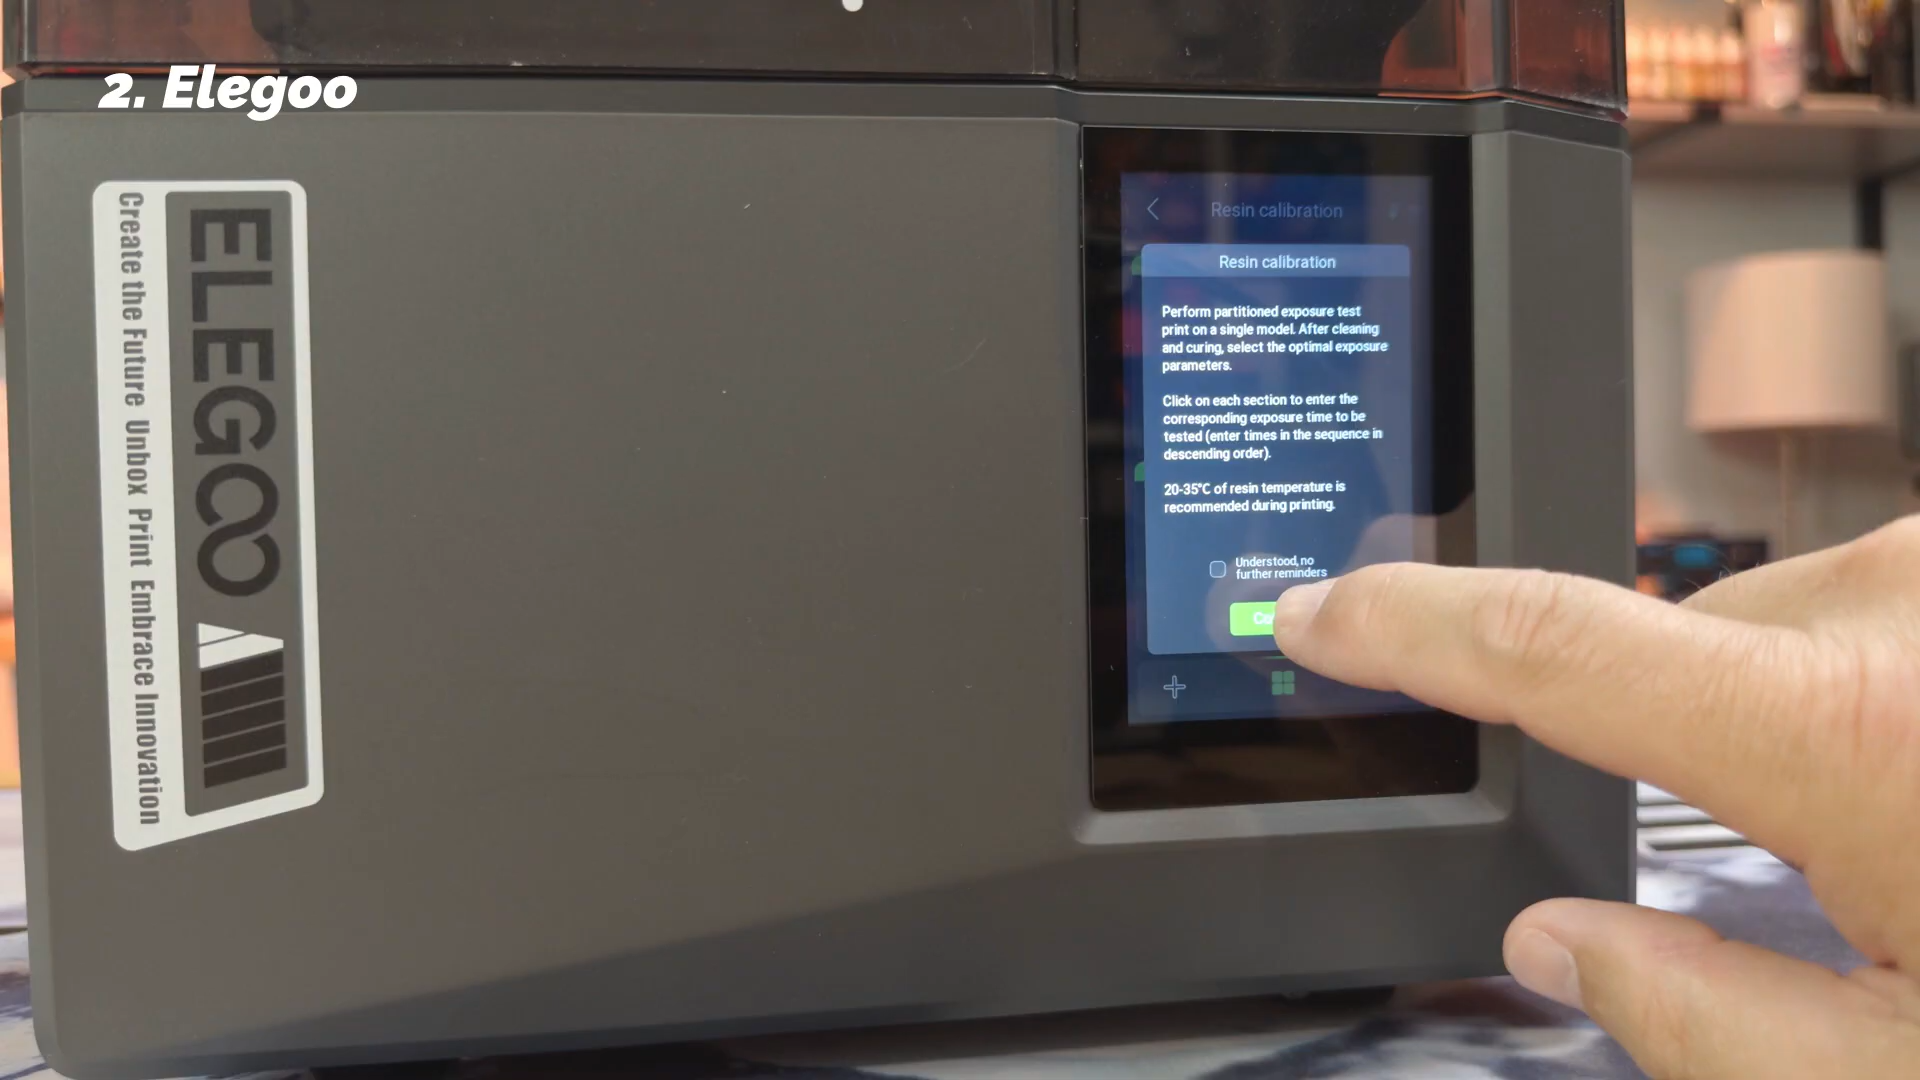 2. Elegoo
ELEGOO
Create the Future Unbox Print Embrace Innovation
Resin calibration
Resin calibration
Perform partitioned exposure test
print on a single model. After cleaning
and curing, select the optimal exposure
parameters.
Click on each section to enter the
corresponding exposure time to be
tested (enter times in the sequence in
descending order).
20-35°C of resin temperature is
recommended during printing.
Understood, no
further reminders